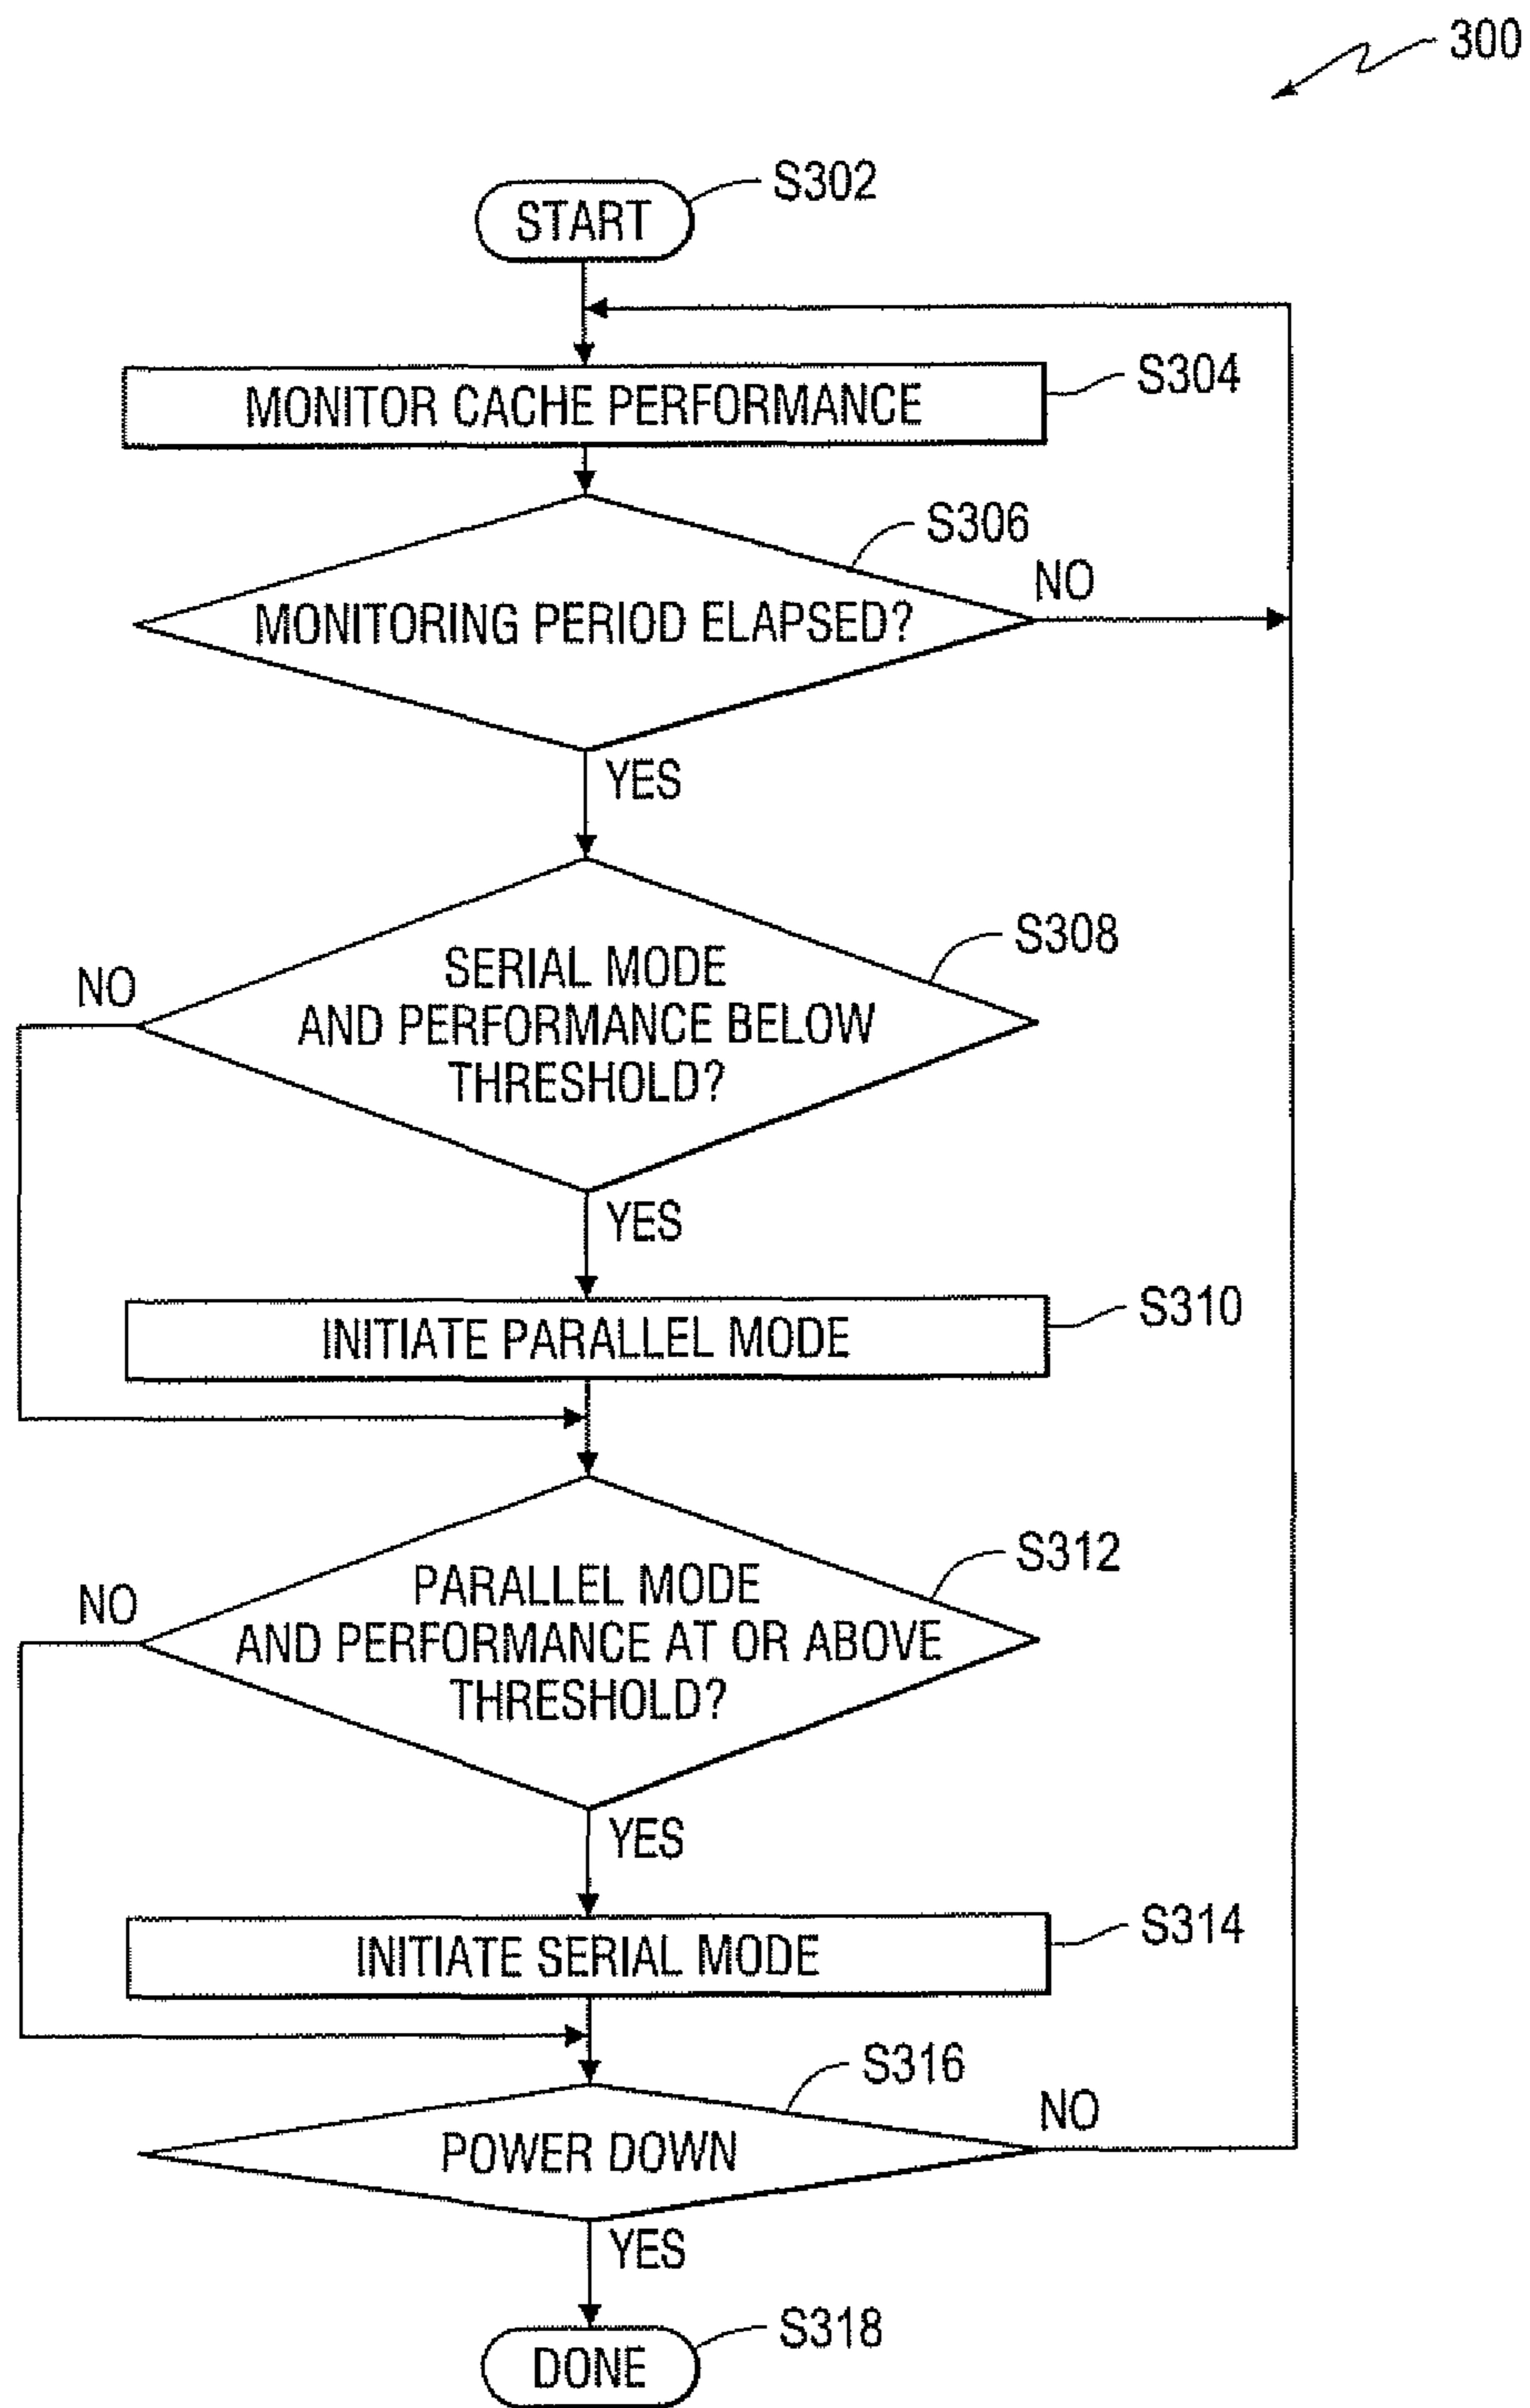 300
START
S302
MONITOR CACHE PERFORMANCE
S304
S306
MONITORING PERIOD ELAPSED?
NO
YES
S308
NO
SERIAL MODE
AND PERFORMANCE BELOW
THRESHOLD?
YES
S310
INITIATE PARALLEL MODE
S312
NO
PARALLEL MODE
AND PERFORMANCE AT OR ABOVE
THRESHOLD?
YES
S314
INITIATE SERIAL MODE
S316
POWER DOWN
NO
YES
S318
DONE